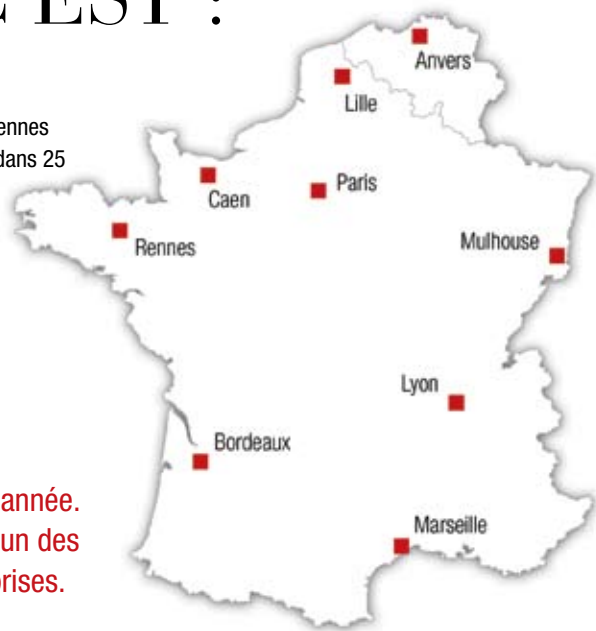 EST :
ennes
dans 25
Anvers
Lille
Paris
Caen
Rennes
Mulhouse
Lyon
Bordeaux
Marseille
année.
un des
rises.